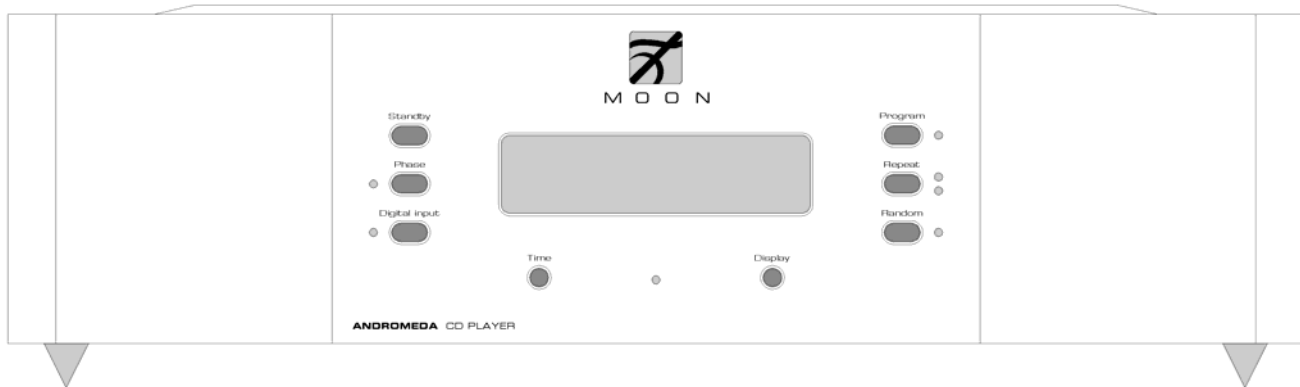 MOON
Standby
Program
Phase
Repeat
Digital input
Random
Time
Display
ANDROMEDA CD PLAYER